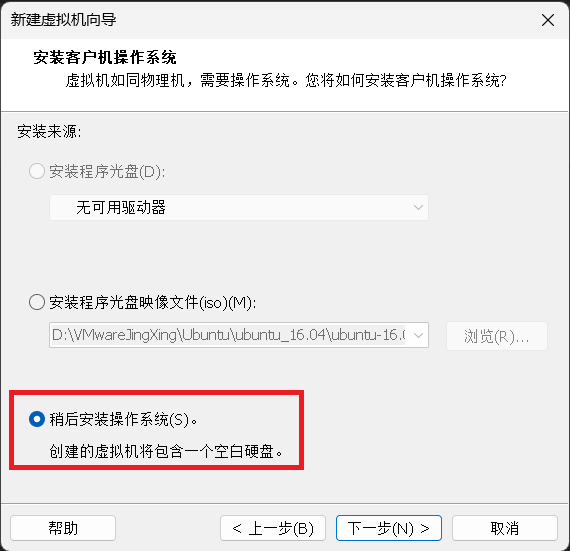 新建虚拟机向导
安装客户机操作系统
虚拟机如同物理机，需要操作系统。您将如何安装客户机操作系统?
安装来源:
安装程序光盘(D):
无可用驱动器
安装程序光盘映像文件(iso)(M):
D:\VMwareJingXing\Ubuntu\ubuntu_16.04\ubuntu-16.0
浏览(R)...
稍后安装操作系统(S)。
创建的虚拟机将包含一个空白硬盘。
帮助
< 上一步(B)
下一步(N) >
取消